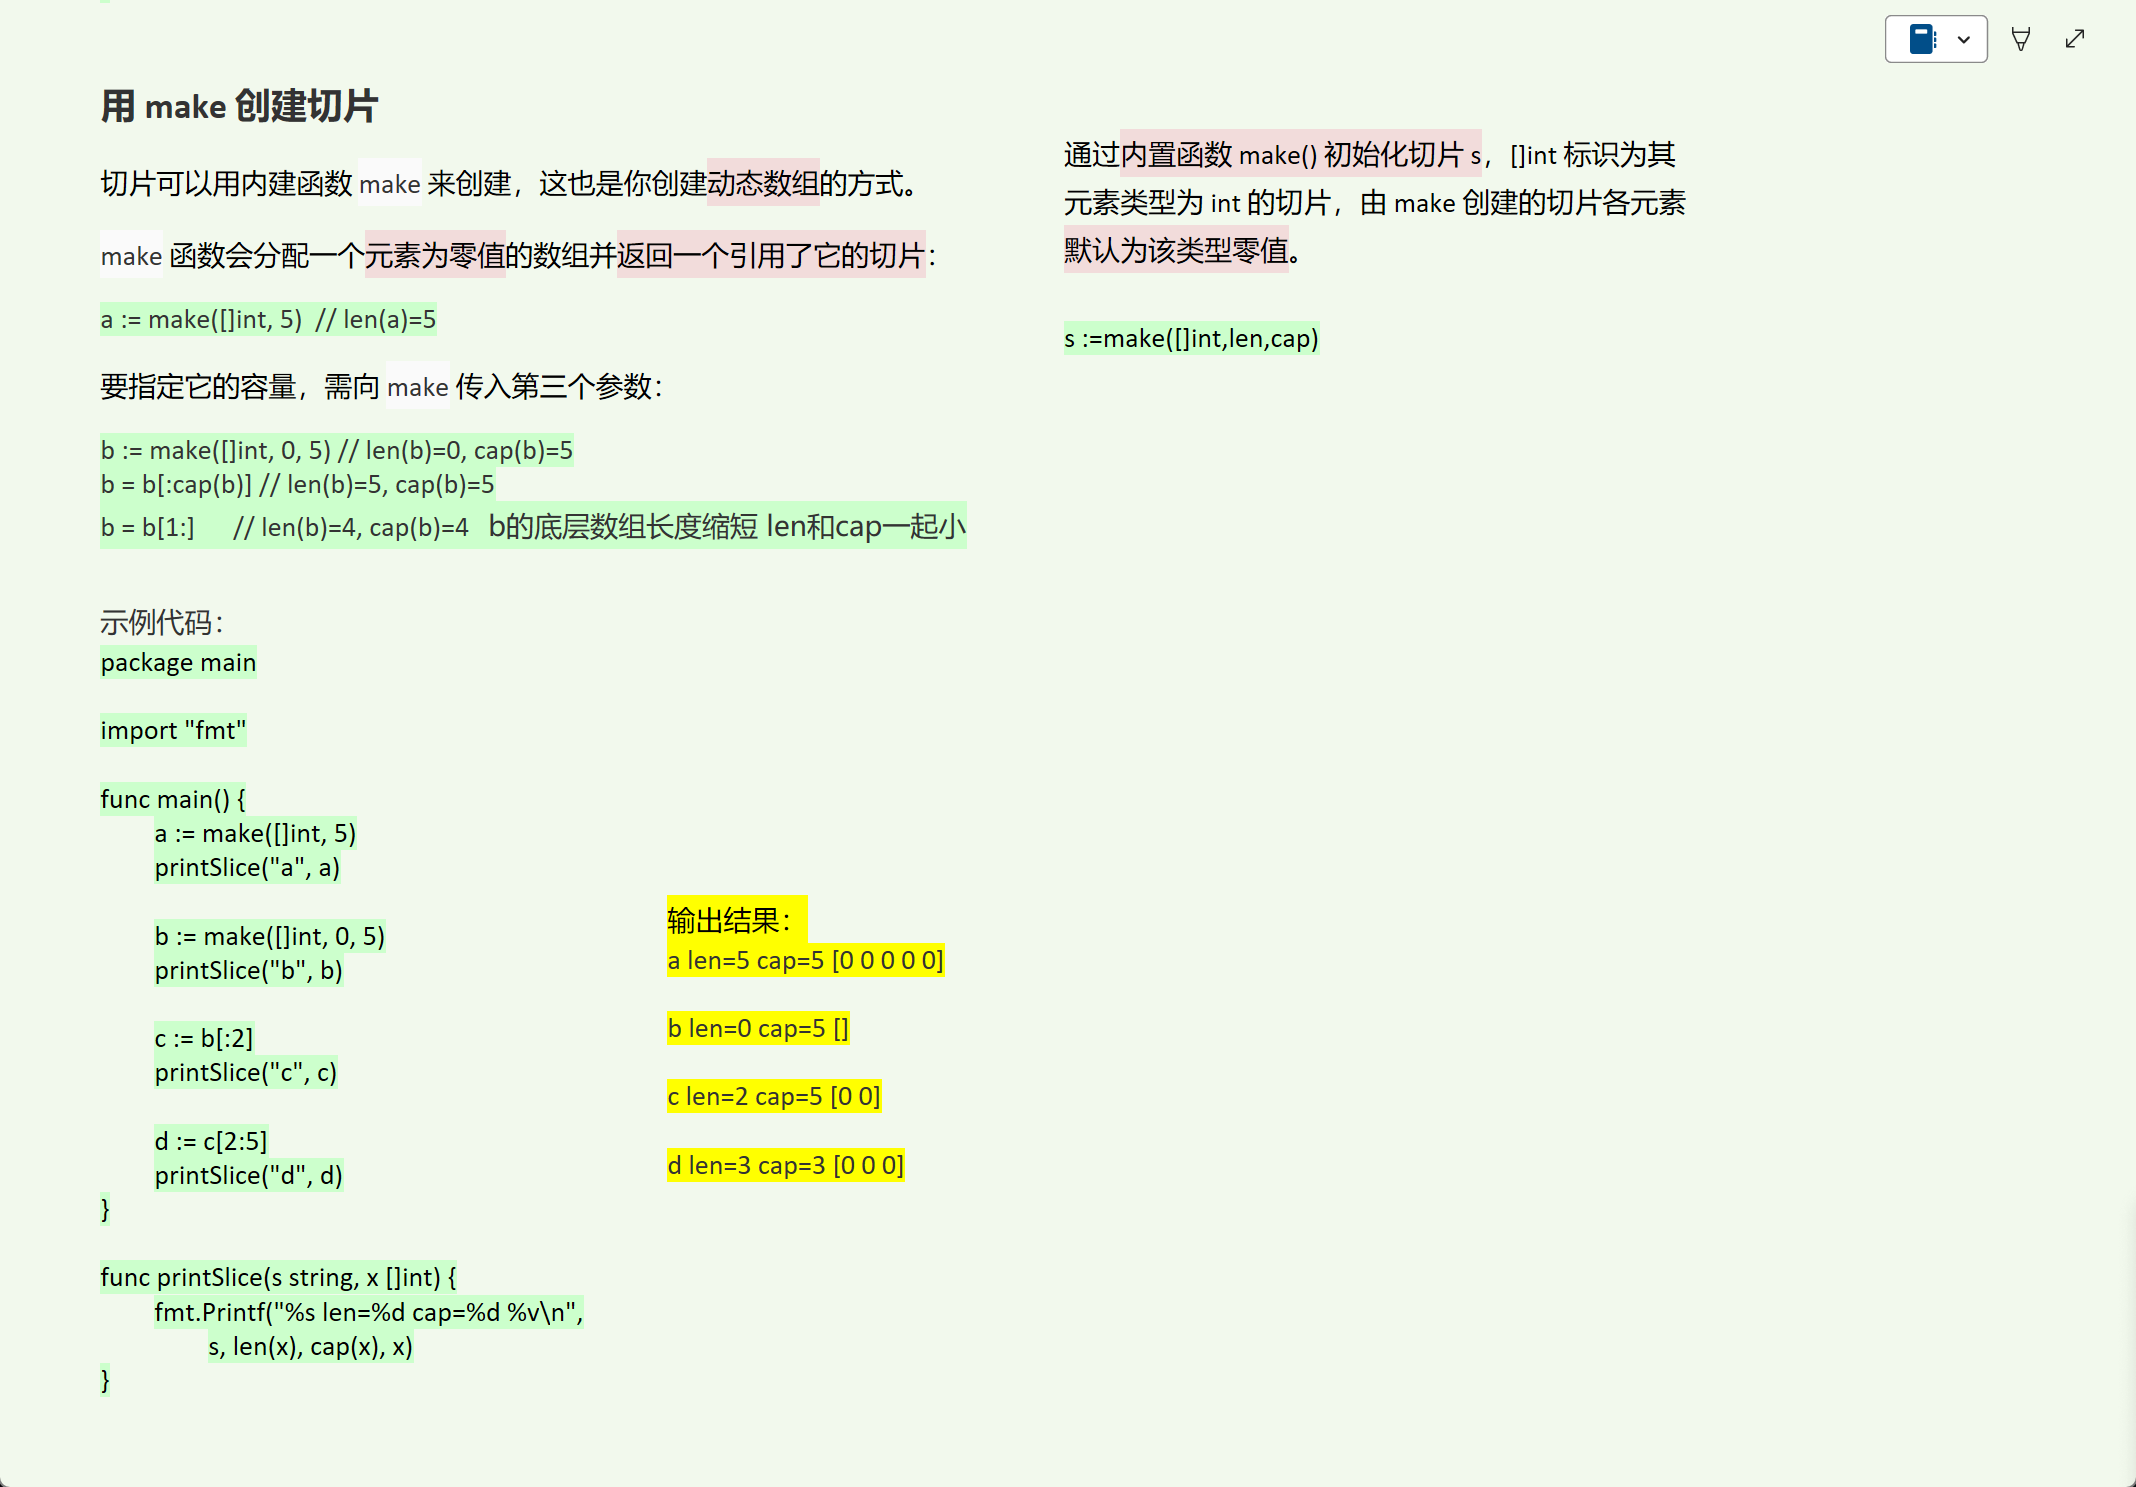 用 make 创建切片
切片可以用内建函数 make 来创建，这也是你创建动态数组的方式。
make 函数会分配一个元素为零值的数组并返回一个引用了它的切片：
a := make([]int, 5)  // len(a)=5
要指定它的容量，需向 make 传入第三个参数：
b := make([]int, 0, 5) // len(b)=0, cap(b)=5
b = b[:cap(b)] // len(b)=5, cap(b)=5
b = b[1:]      // len(b)=4, cap(b)=4   b的底层数组长度缩短 len和cap一起小
通过内置函数 make() 初始化切片 s，[]int 标识为其
元素类型为 int 的切片，由 make 创建的切片各元素
默认为该类型零值。
s :=make([]int,len,cap)
示例代码：
package main
import "fmt"
func main() {
a := make([]int, 5)
printSlice("a", a)
b := make([]int, 0, 5)
printSlice("b", b)
c := b[:2]
printSlice("c", c)
d := c[2:5]
printSlice("d", d)
}
func printSlice(s string, x []int) {
fmt.Printf("%s len=%d cap=%d %v\n",
s, len(x), cap(x), x)
}
输出结果：
a len=5 cap=5 [0 0 0 0 0]
b len=0 cap=5 []
c len=2 cap=5 [0 0]
d len=3 cap=3 [0 0 0]